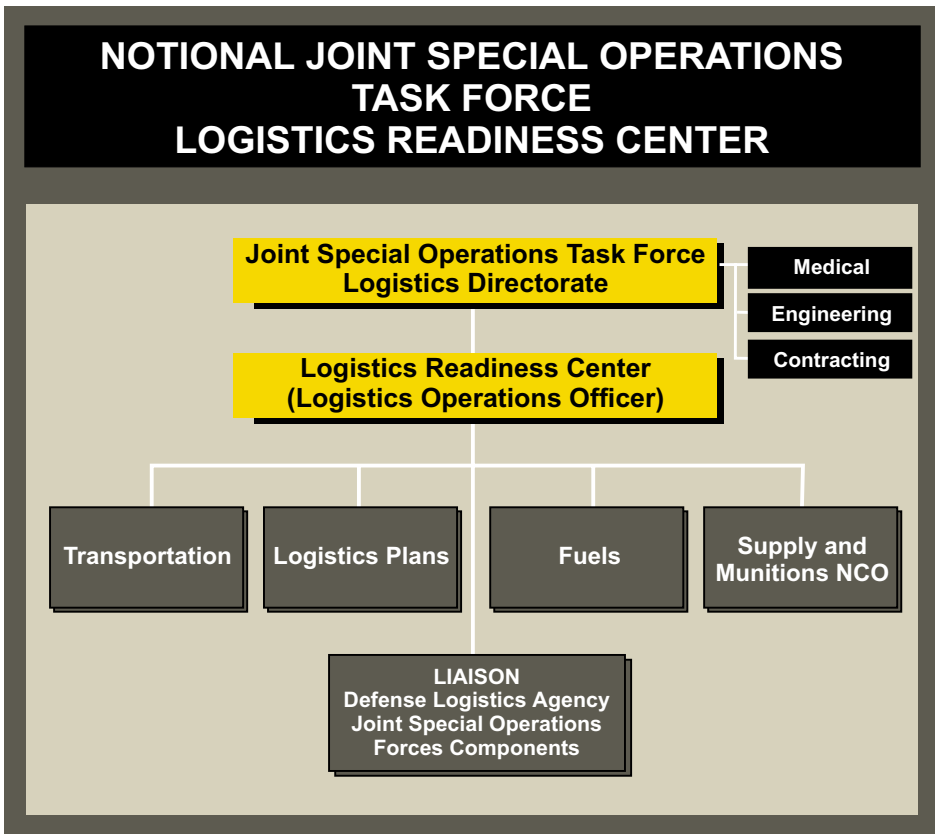 NOTIONAL JOINT SPECIAL OPERATIONS
TASK FORCE
LOGISTICS READINESS CENTER
Joint Special Operations Task Force
Logistics Directorate
Medical
Engineering
Contracting
Logistics Readiness Center
(Logistics Operations Officer)
Transportation
Logistics Plans
Fuels
Supply and
Munitions NCO
LIAISON
Defense Logistics Agency
Joint Special Operations
Forces Components